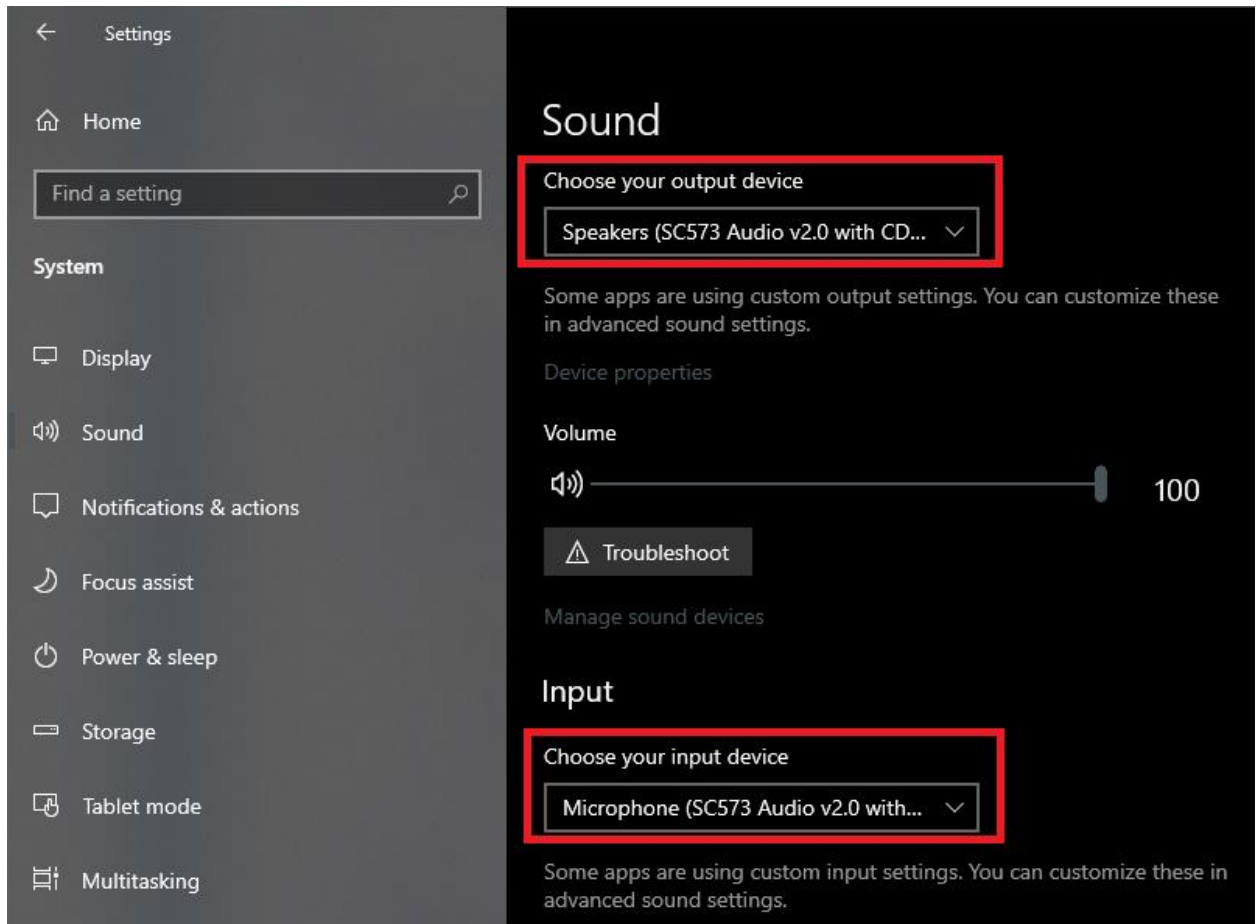 Settings
Home
Find a setting
System
Display
Sound
Notifications & actions
Focus assist
Power & sleep
Storage
Tablet mode
Multitasking
Sound
Choose your output device
Speakers (SC573 Audio v2.0 with CD...
Some apps are using custom output settings. You can customize these
in advanced sound settings.
Device properties
Volume
100
Troubleshoot
Manage sound devices
Input
Choose your input device
Microphone (SC573 Audio v2.0 with...
Some apps are using custom input settings. You can customize these in
advanced sound settings.